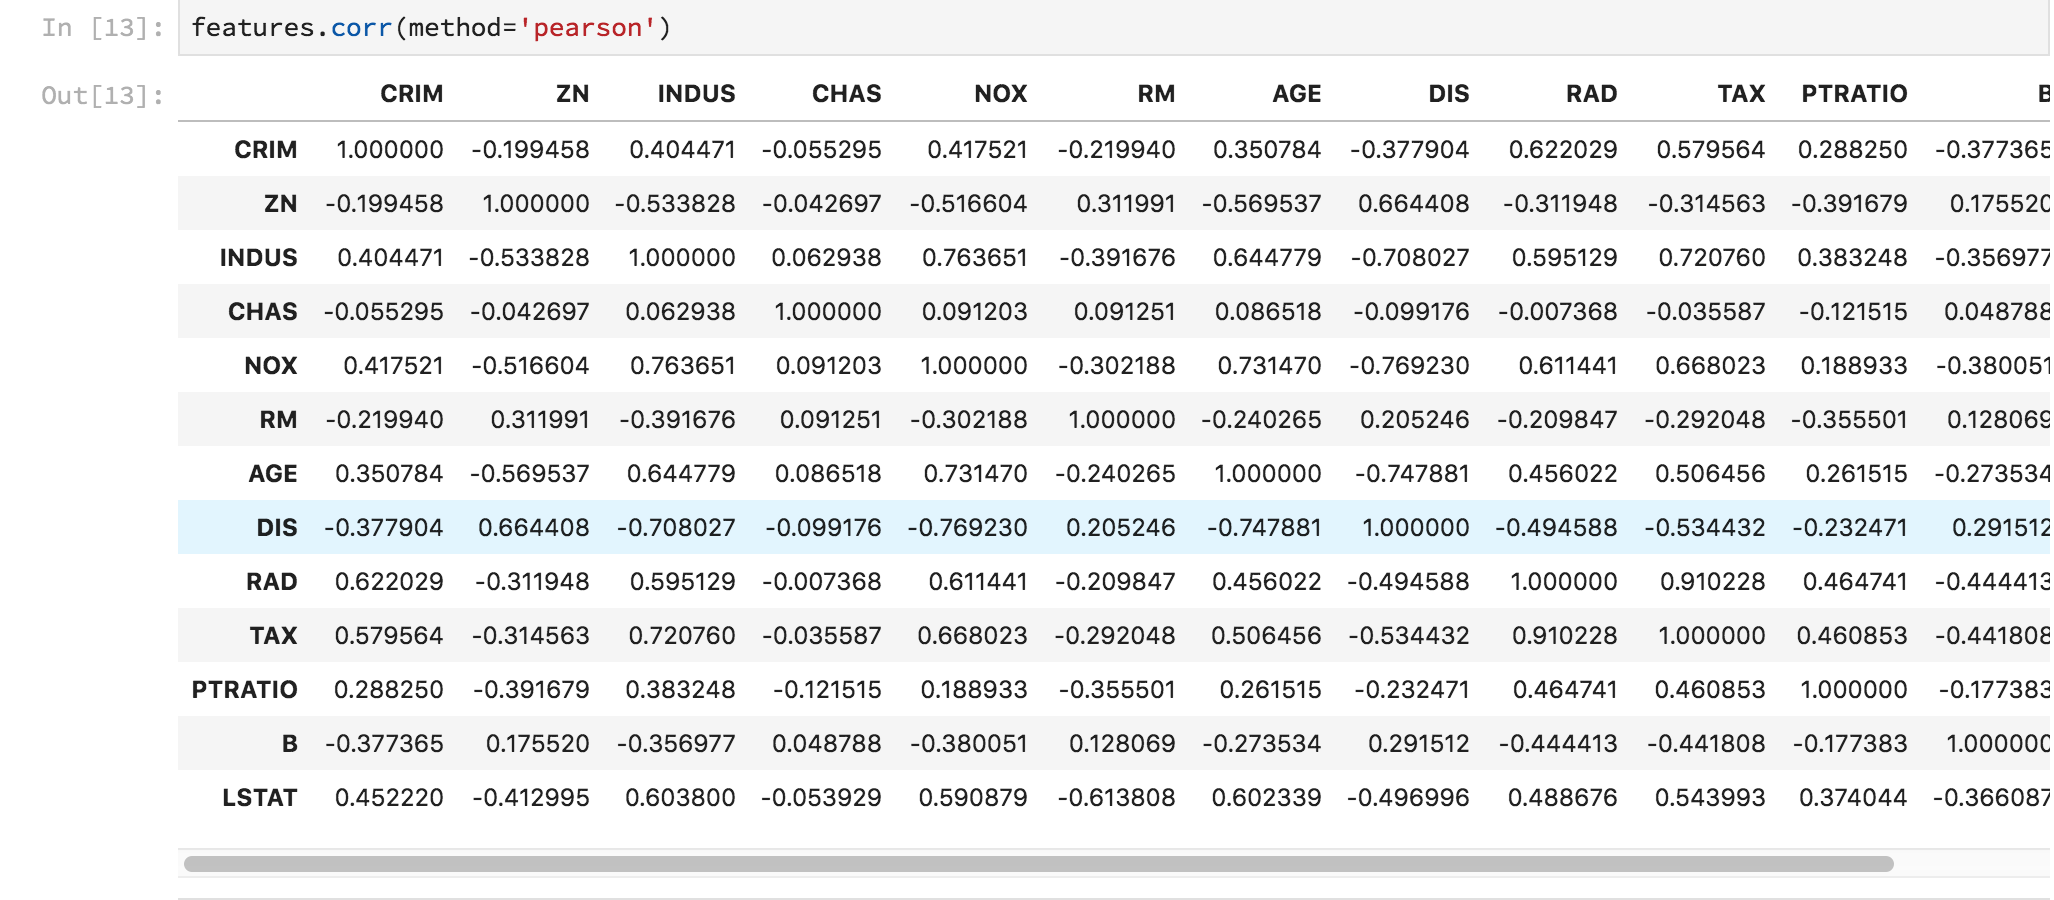 In [13]: features.corr(method='pearson')
Out[13]:
CRIM ZN INDUS CHAS NOX RM AGE DIS RAD TAX PTRATIO B
CRIM 1.000000 -0.199458 0.404471 -0.055295 0.417521 -0.219940 0.350784 -0.377904 0.622029 0.579564 0.288250 -0.377365
ZN -0.199458 1.000000 -0.533828 -0.042697 -0.516604 0.311991 -0.569537 0.664408 -0.311948 -0.314563 -0.391679 0.175520
INDUS 0.404471 -0.533828 1.000000 0.062938 0.763651 -0.391676 0.644779 -0.708027 0.595129 0.720760 0.383248 -0.356977
CHAS -0.055295 -0.042697 0.062938 1.000000 0.091203 0.091251 0.086518 -0.099176 -0.007368 -0.035587 -0.121515 0.048788
NOX 0.417521 -0.516604 0.763651 0.091203 1.000000 -0.302188 0.731470 -0.769230 0.611441 0.668023 0.188933 -0.380051
RM -0.219940 0.311991 -0.391676 0.091251 -0.302188 1.000000 -0.240265 0.205246 -0.209847 -0.292048 -0.355501 0.128069
AGE 0.350784 -0.569537 0.644779 0.086518 0.731470 -0.240265 1.000000 -0.747881 0.456022 0.506456 0.261515 -0.273534
DIS -0.377904 0.664408 -0.708027 -0.099176 -0.769230 0.205246 -0.747881 1.000000 -0.494588 -0.534432 -0.232471 0.291512
RAD 0.622029 -0.311948 0.595129 -0.007368 0.611441 -0.209847 0.456022 -0.494588 1.000000 0.910228 0.464741 -0.444413
TAX 0.579564 -0.314563 0.720760 -0.035587 0.668023 -0.292048 0.506456 -0.534432 0.910228 1.000000 0.460853 -0.441808
PTRATIO 0.288250 -0.391679 0.383248 -0.121515 0.188933 -0.355501 0.261515 -0.232471 0.464741 0.460853 1.000000 -0.177383
B -0.377365 0.175520 -0.356977 0.048788 -0.380051 0.128069 -0.273534 0.291512 -0.444413 -0.441808 -0.177383 1.000000
LSTAT 0.452220 -0.412995 0.603800 -0.053929 0.590879 -0.613808 0.602339 -0.496996 0.488676 0.543993 0.374044 -0.366087